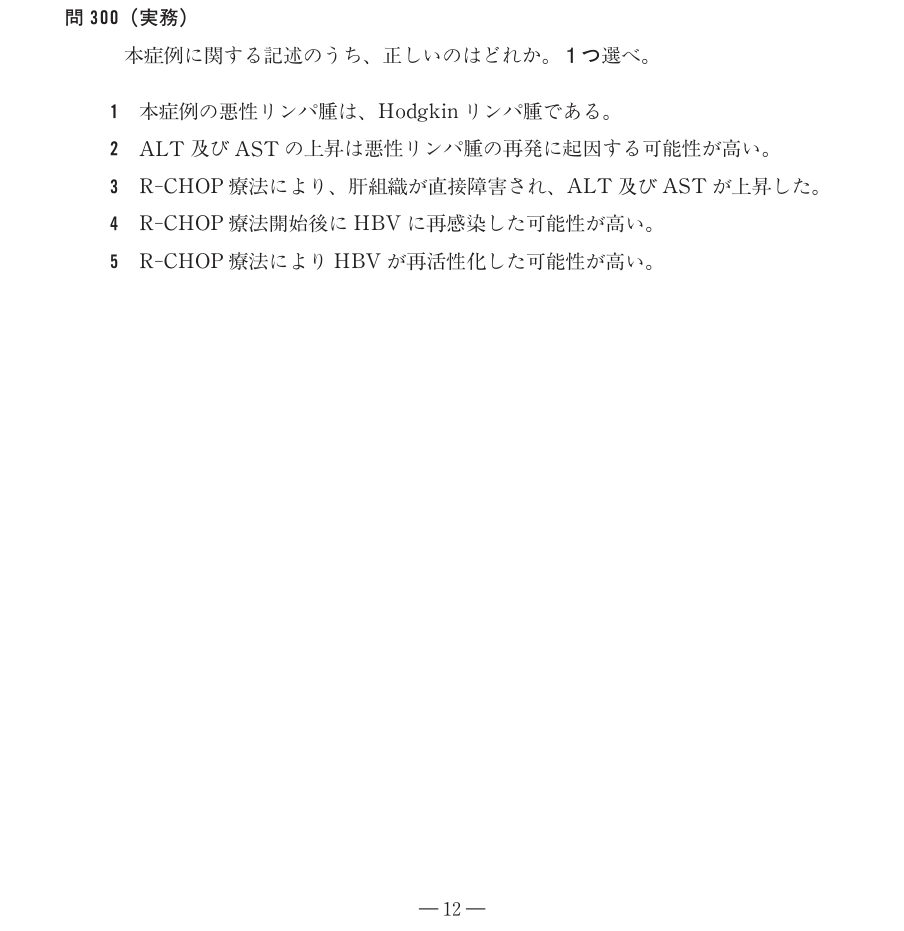 問 300（実務）
本症例に関する記述のうち、正しいのはどれか。1つ選べ。
1 本症例の悪性リンパ腫は、Hodgkin リンパ腫である。
2 ALT 及び AST の上昇は悪性リンパ腫の再発に起因する可能性が高い。
3 R-CHOP 療法により、肝組織が直接障害され、ALT 及び AST が上昇した。
4 R-CHOP 療法開始後に HBV に再感染した可能性が高い。
5 R-CHOP 療法により HBV が再活性化した可能性が高い。
— 12 —